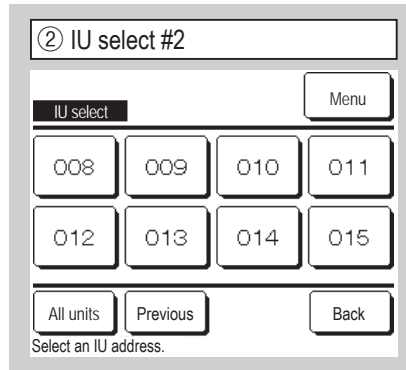 ② IU select #2
Menu
IU select
008 009 010 011
012 013 014 015
All units Previous Back
Select an IU address.